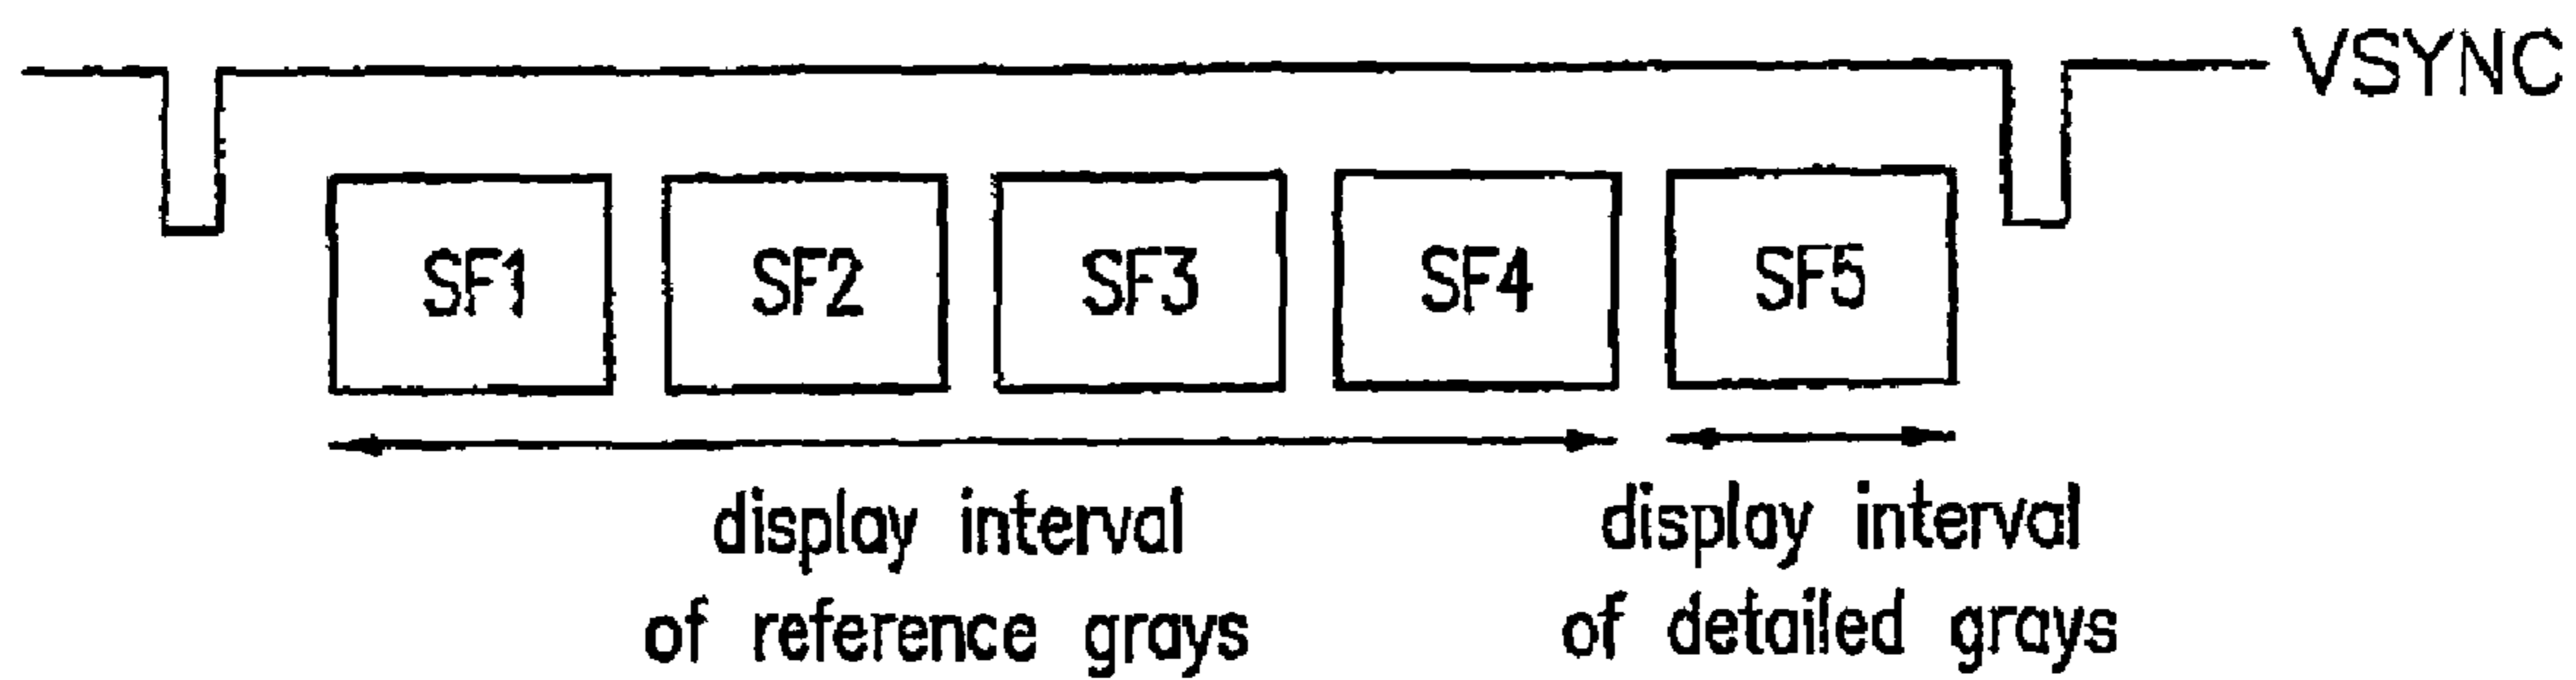 VSYNC
SF1 SF2 SF3 SF4 SF5
display interval display interval
of reference grays of detailed grays